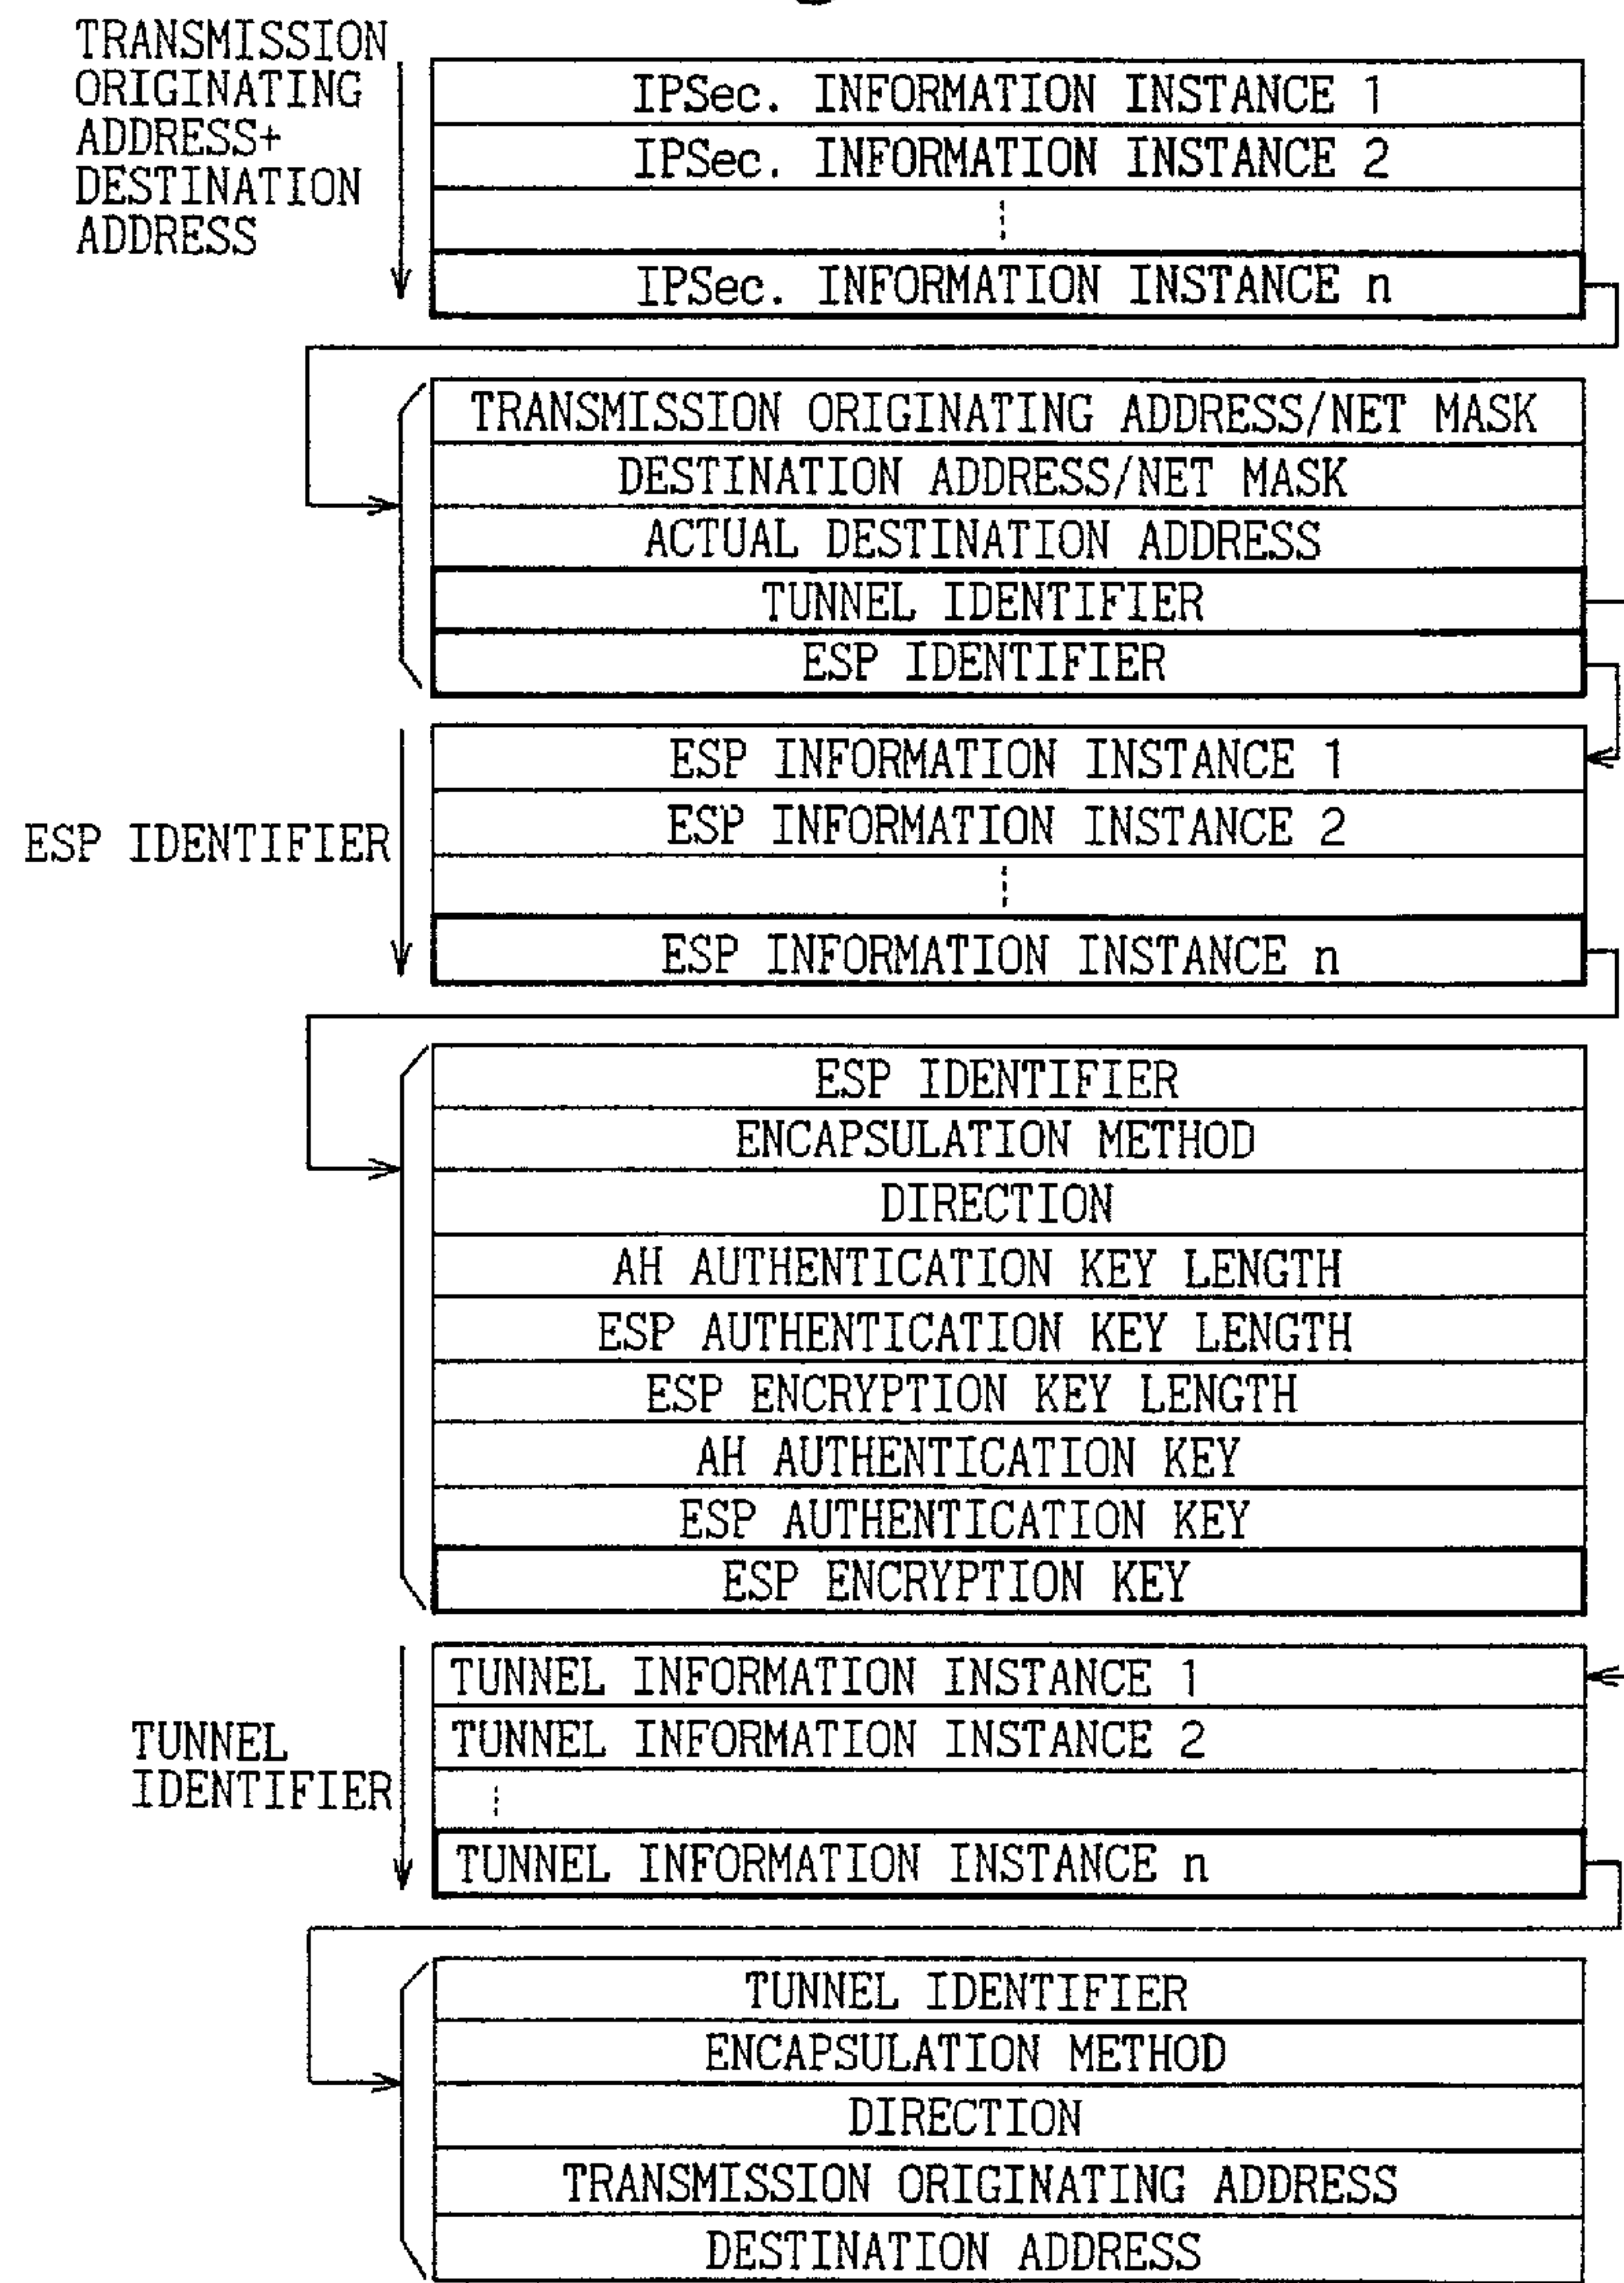 TRANSMISSION
ORIGINATING
ADDRESS+
DESTINATION
ADDRESS
IPSec. INFORMATION INSTANCE 1
IPSec. INFORMATION INSTANCE 2
IPSec. INFORMATION INSTANCE n
TRANSMISSION ORIGINATING ADDRESS/NET MASK
DESTINATION ADDRESS/NET MASK
ACTUAL DESTINATION ADDRESS
TUNNEL IDENTIFIER
ESP IDENTIFIER
ESP IDENTIFIER
ESP INFORMATION INSTANCE 1
ESP INFORMATION INSTANCE 2
ESP INFORMATION INSTANCE n
ESP IDENTIFIER
ENCAPSULATION METHOD
DIRECTION
AH AUTHENTICATION KEY LENGTH
ESP AUTHENTICATION KEY LENGTH
ESP ENCRYPTION KEY LENGTH
AH AUTHENTICATION KEY
ESP AUTHENTICATION KEY
ESP ENCRYPTION KEY
TUNNEL
IDENTIFIER
TUNNEL INFORMATION INSTANCE 1
TUNNEL INFORMATION INSTANCE 2
TUNNEL INFORMATION INSTANCE n
TUNNEL IDENTIFIER
ENCAPSULATION METHOD
DIRECTION
TRANSMISSION ORIGINATING ADDRESS
DESTINATION ADDRESS